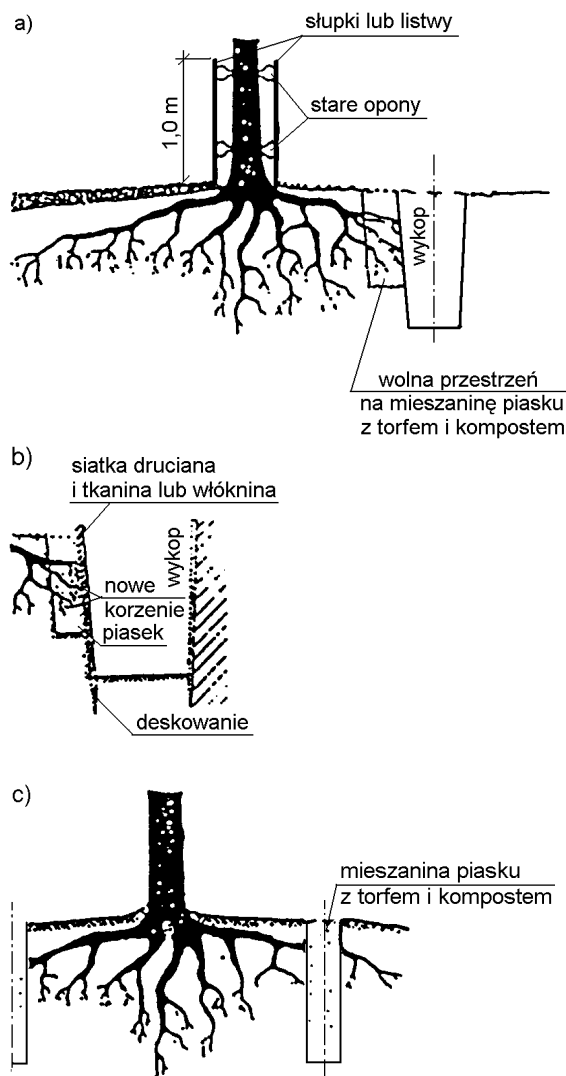 a)
słupki lub listwy
stare opony
1,0 m
wykop
wolna przestrzeń
na mieszaninę piasku
z torfem i kompostem
b)
siatka druciana
i tkanina lub włóknina
wykop
nowe
korzenie
piasek
deskowanie
c)
mieszanina piasku
z torfem i kompostem